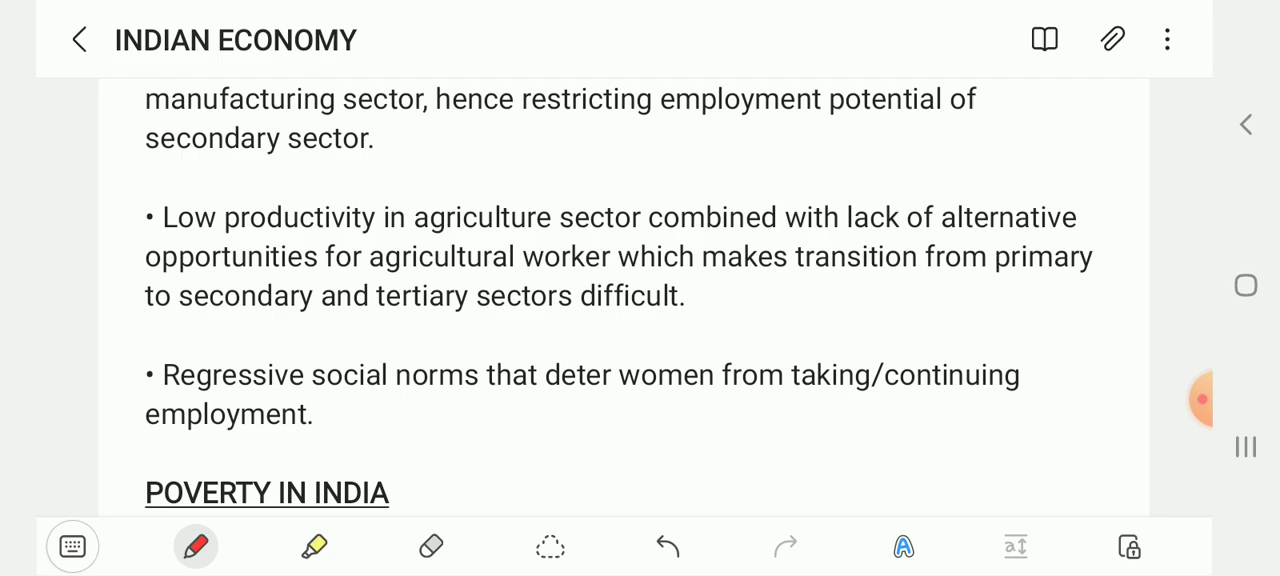 INDIAN ECONOMY
manufacturing sector, hence restricting employment potential of
secondary sector.
• Low productivity in agriculture sector combined with lack of alternative
opportunities for agricultural worker which makes transition from primary
to secondary and tertiary sectors difficult.
• Regressive social norms that deter women from taking/continuing
employment.
POVERTY IN INDIA